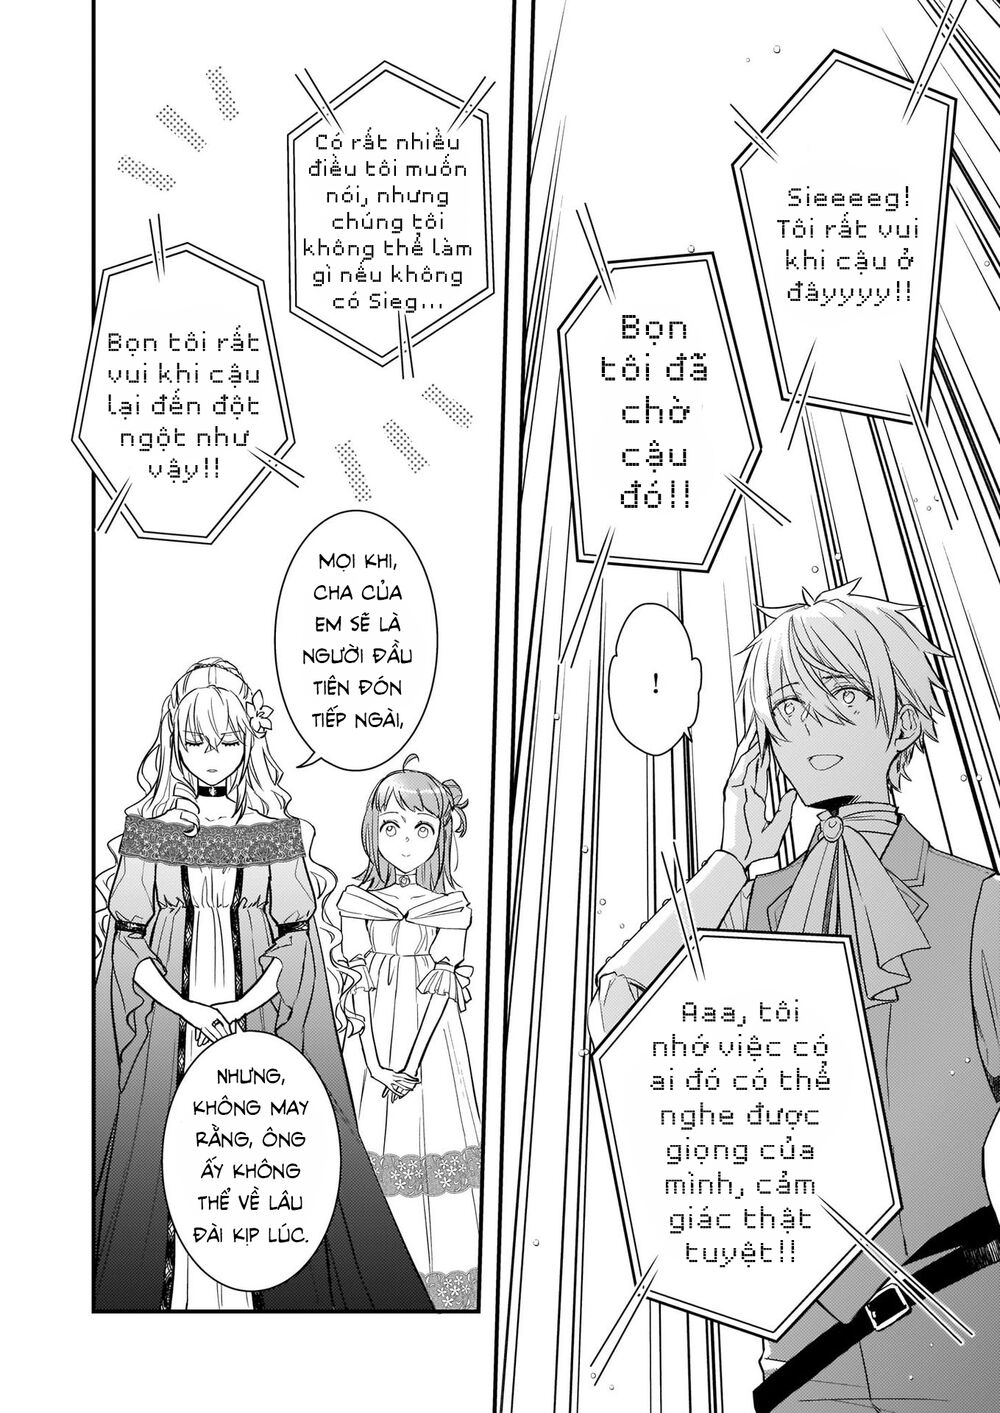 Sieeeeg!
Tôi rất vui
khi cậu ở
đâyyyy!!
Bọn
tôi đã
chờ
cậu
đó!!
!
Aaa, tôi
nhớ việc có
ai đó có thể
nghe được
giọng của
mình, cảm
giác thật
tuyệt!!
Có rất nhiều
điều tôi muốn
nói, nhưng
chúng tôi
không thể làm
gì nếu không
có Sieg...
Bọn tôi rất
vui khi cậu
lại đến đột
ngột như
vậy!!
MỌI KHI,
CHA CỦA
EM SẼ LÀ
NGƯỜI ĐẦU
TIÊN ĐÓN
TIẾP NGÀI,
NHƯNG,
KHÔNG MAY
RẰNG, ÔNG
ẤY KHÔNG
THỂ VỀ LÂU
ĐÀI KỊP LÚC.